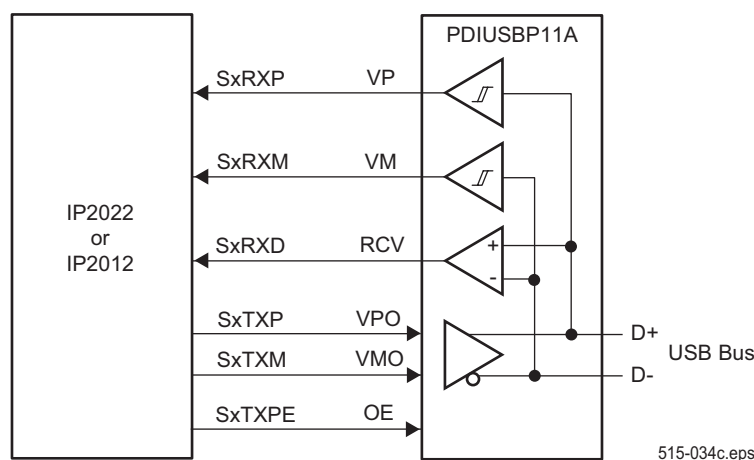 PDIUSBP11A
SxRXP VP
SxRXM VM
IP2022
or
IP2012
SxRXD RCV
+
-
SxTXP VPO
D+
USB Bus
SxTXM VMO
D-
SxTXPE OE
515-034c.eps